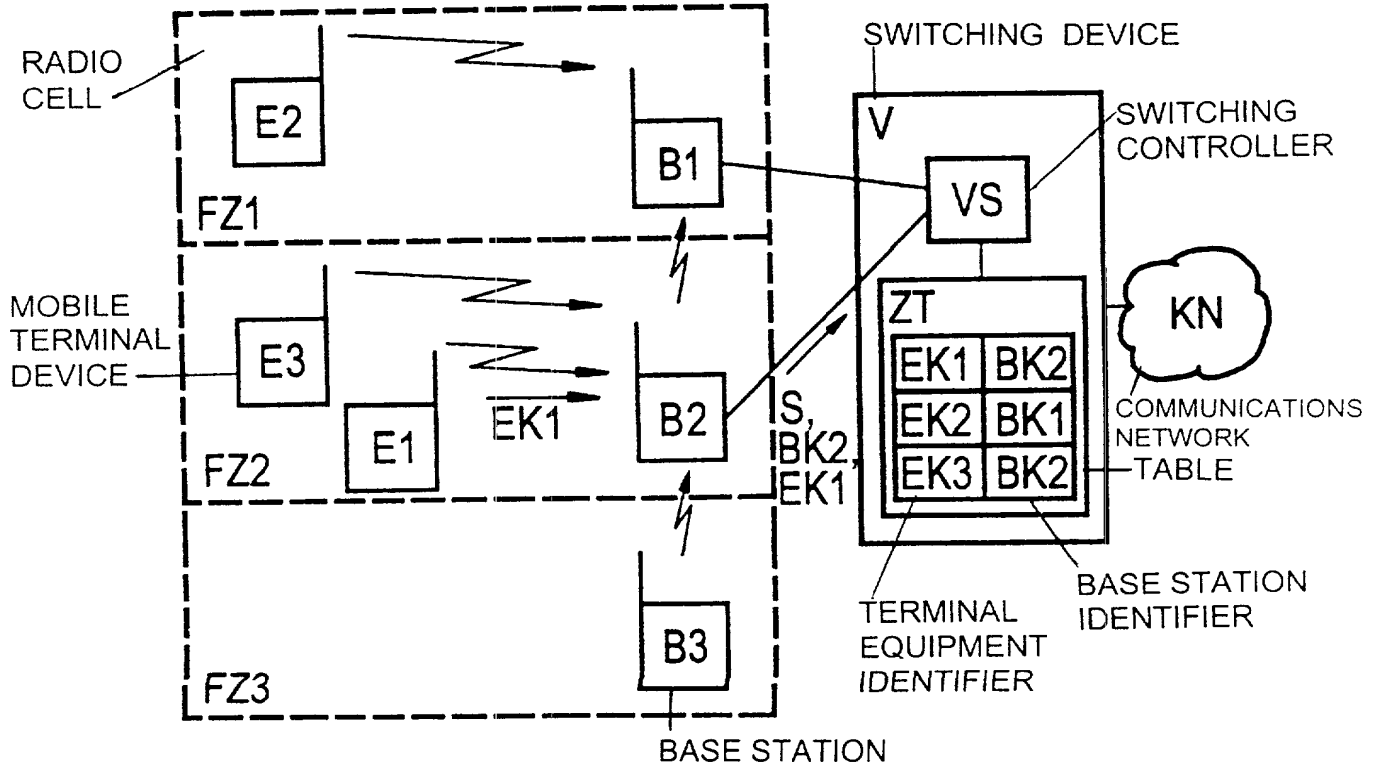 RADIO
CELL
E2
B1
FZ1
SWITCHING DEVICE
V
SWITCHING
CONTROLLER
VS
MOBILE
TERMINAL
DEVICE
E3
E1
EK1
B2
FZ2
S,
BK2,
EK1
ZT
EK1 BK2
EK2 BK1
EK3 BK2
KN
COMMUNICATIONS
NETWORK
TABLE
B3
FZ3
BASE STATION
TERMINAL
EQUIPMENT
IDENTIFIER
BASE STATION
IDENTIFIER